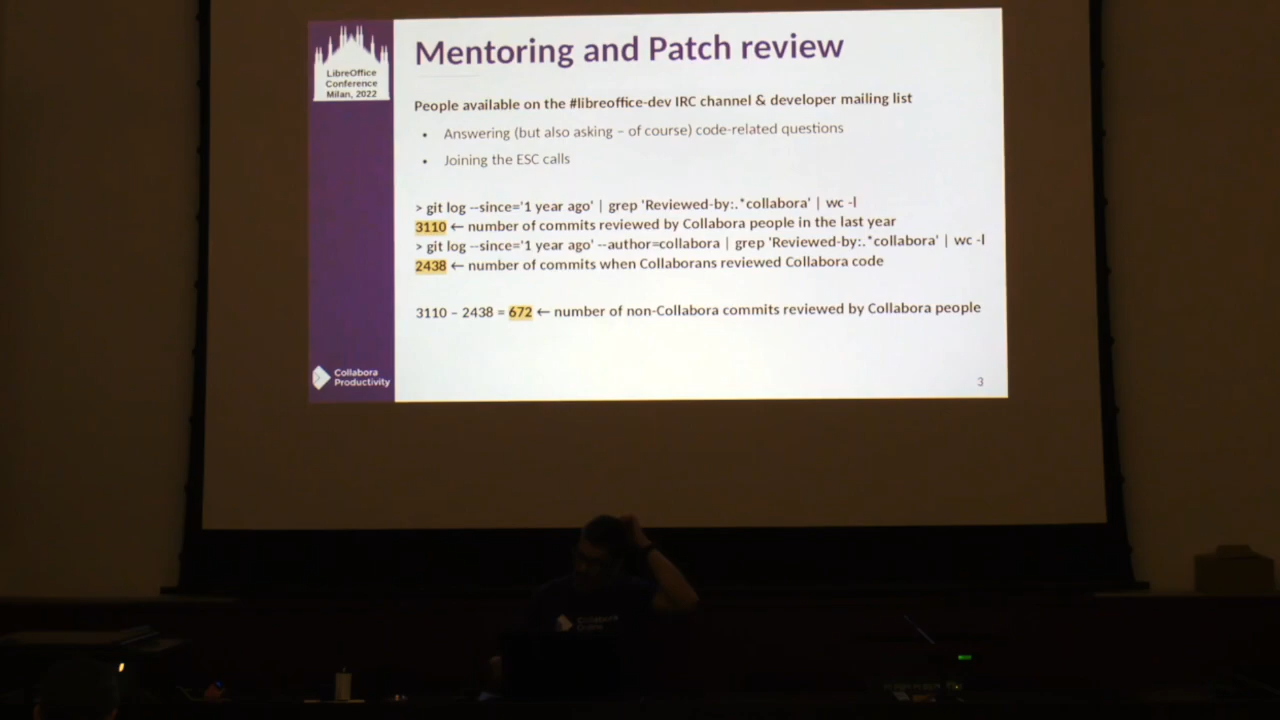 LibreOffice
Conference
Milan, 2022
Mentoring and Patch review
People available on the #libreoffice-dev IRC channel & developer mailing list
• Answering (but also asking – of course) code-related questions
• Joining the ESC calls
> git log --since='1 year ago' | grep 'Reviewed-by:.*collabora' | wc -l
3110 ← number of commits reviewed by Collabora people in the last year
> git log --since='1 year ago' --author=collabora | grep 'Reviewed-by:.*collabora' | wc -l
2438 ← number of commits when Collaborans reviewed Collabora code
3110 – 2438 = 672 ← number of non-Collabora commits reviewed by Collabora people
Collabora
Productivity
3
Collabora
Online